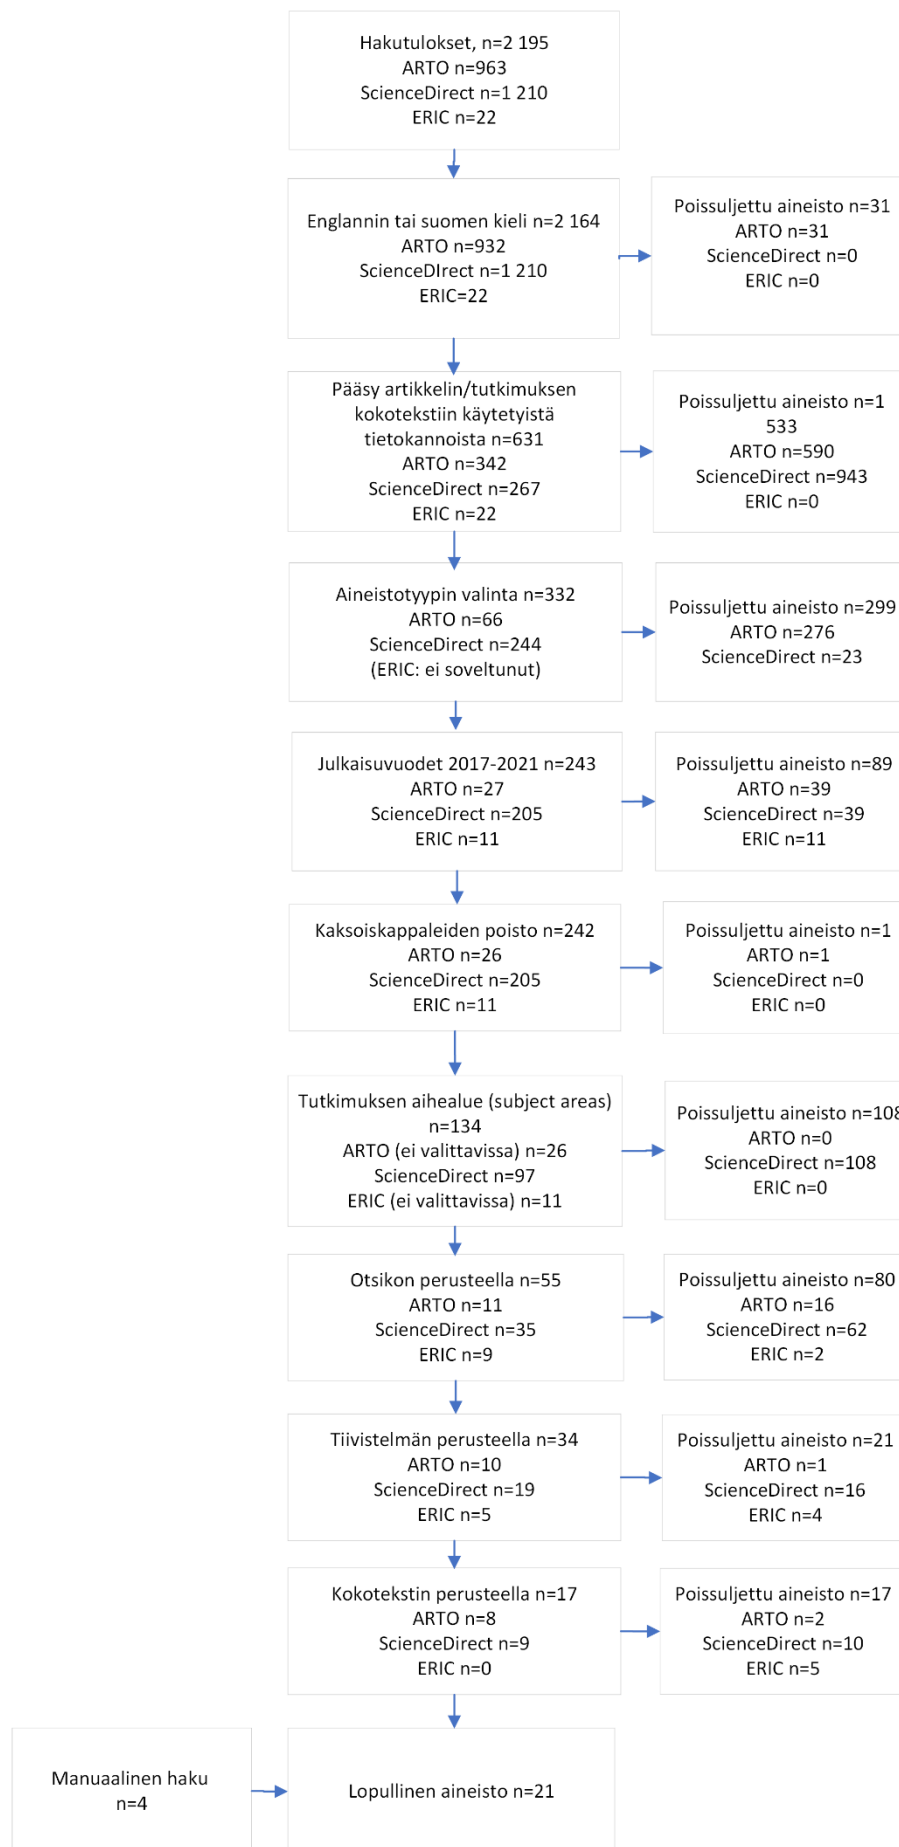 Hakutulokset, n=2 195
ARTO n=963
ScienceDirect n=1 210
ERIC n=22
Englannin tai suomen kieli n=2 164
ARTO n=932
ScienceDIrect n=1 210
ERIC=22
Poissuljettu aineisto n=31
ARTO n=31
ScienceDirect n=0
ERIC n=0
Pääsy artikkelin/tutkimuksen
kokotekstiin käytetyistä
tietokannoista n=631
ARTO n=342
ScienceDirect n=267
ERIC n=22
Poissuljettu aineisto n=1
533
ARTO n=590
ScienceDirect n=943
ERIC n=0
Aineistotyypin valinta n=332
ARTO n=66
ScienceDirect n=244
(ERIC: ei soveltunut)
Poissuljettu aineisto n=299
ARTO n=276
ScienceDirect n=23
Julkaisuvuodet 2017-2021 n=243
ARTO n=27
ScienceDirect n=205
ERIC n=11
Poissuljettu aineisto n=89
ARTO n=39
ScienceDirect n=39
ERIC n=11
Kaksoiskappaleiden poisto n=242
ARTO n=26
ScienceDirect n=205
ERIC n=11
Poissuljettu aineisto n=1
ARTO n=1
ScienceDirect n=0
ERIC n=0
Tutkimuksen aihealue (subject areas)
n=134
ARTO (ei valittavissa) n=26
ScienceDirect n=97
ERIC (ei valittavissa) n=11
Poissuljettu aineisto n=108
ARTO n=0
ScienceDirect n=108
ERIC n=0
Otsikon perusteella n=55
ARTO n=11
ScienceDirect n=35
ERIC n=9
Poissuljettu aineisto n=80
ARTO n=16
ScienceDirect n=62
ERIC n=2
Tiivistelmän perusteella n=34
ARTO n=10
ScienceDirect n=19
ERIC n=5
Poissuljettu aineisto n=21
ARTO n=1
ScienceDirect n=16
ERIC n=4
Kokotekstin perusteella n=17
ARTO n=8
ScienceDirect n=9
ERIC n=0
Poissuljettu aineisto n=17
ARTO n=2
ScienceDirect n=10
ERIC n=5
Manuaalinen haku
n=4
Lopullinen aineisto n=21